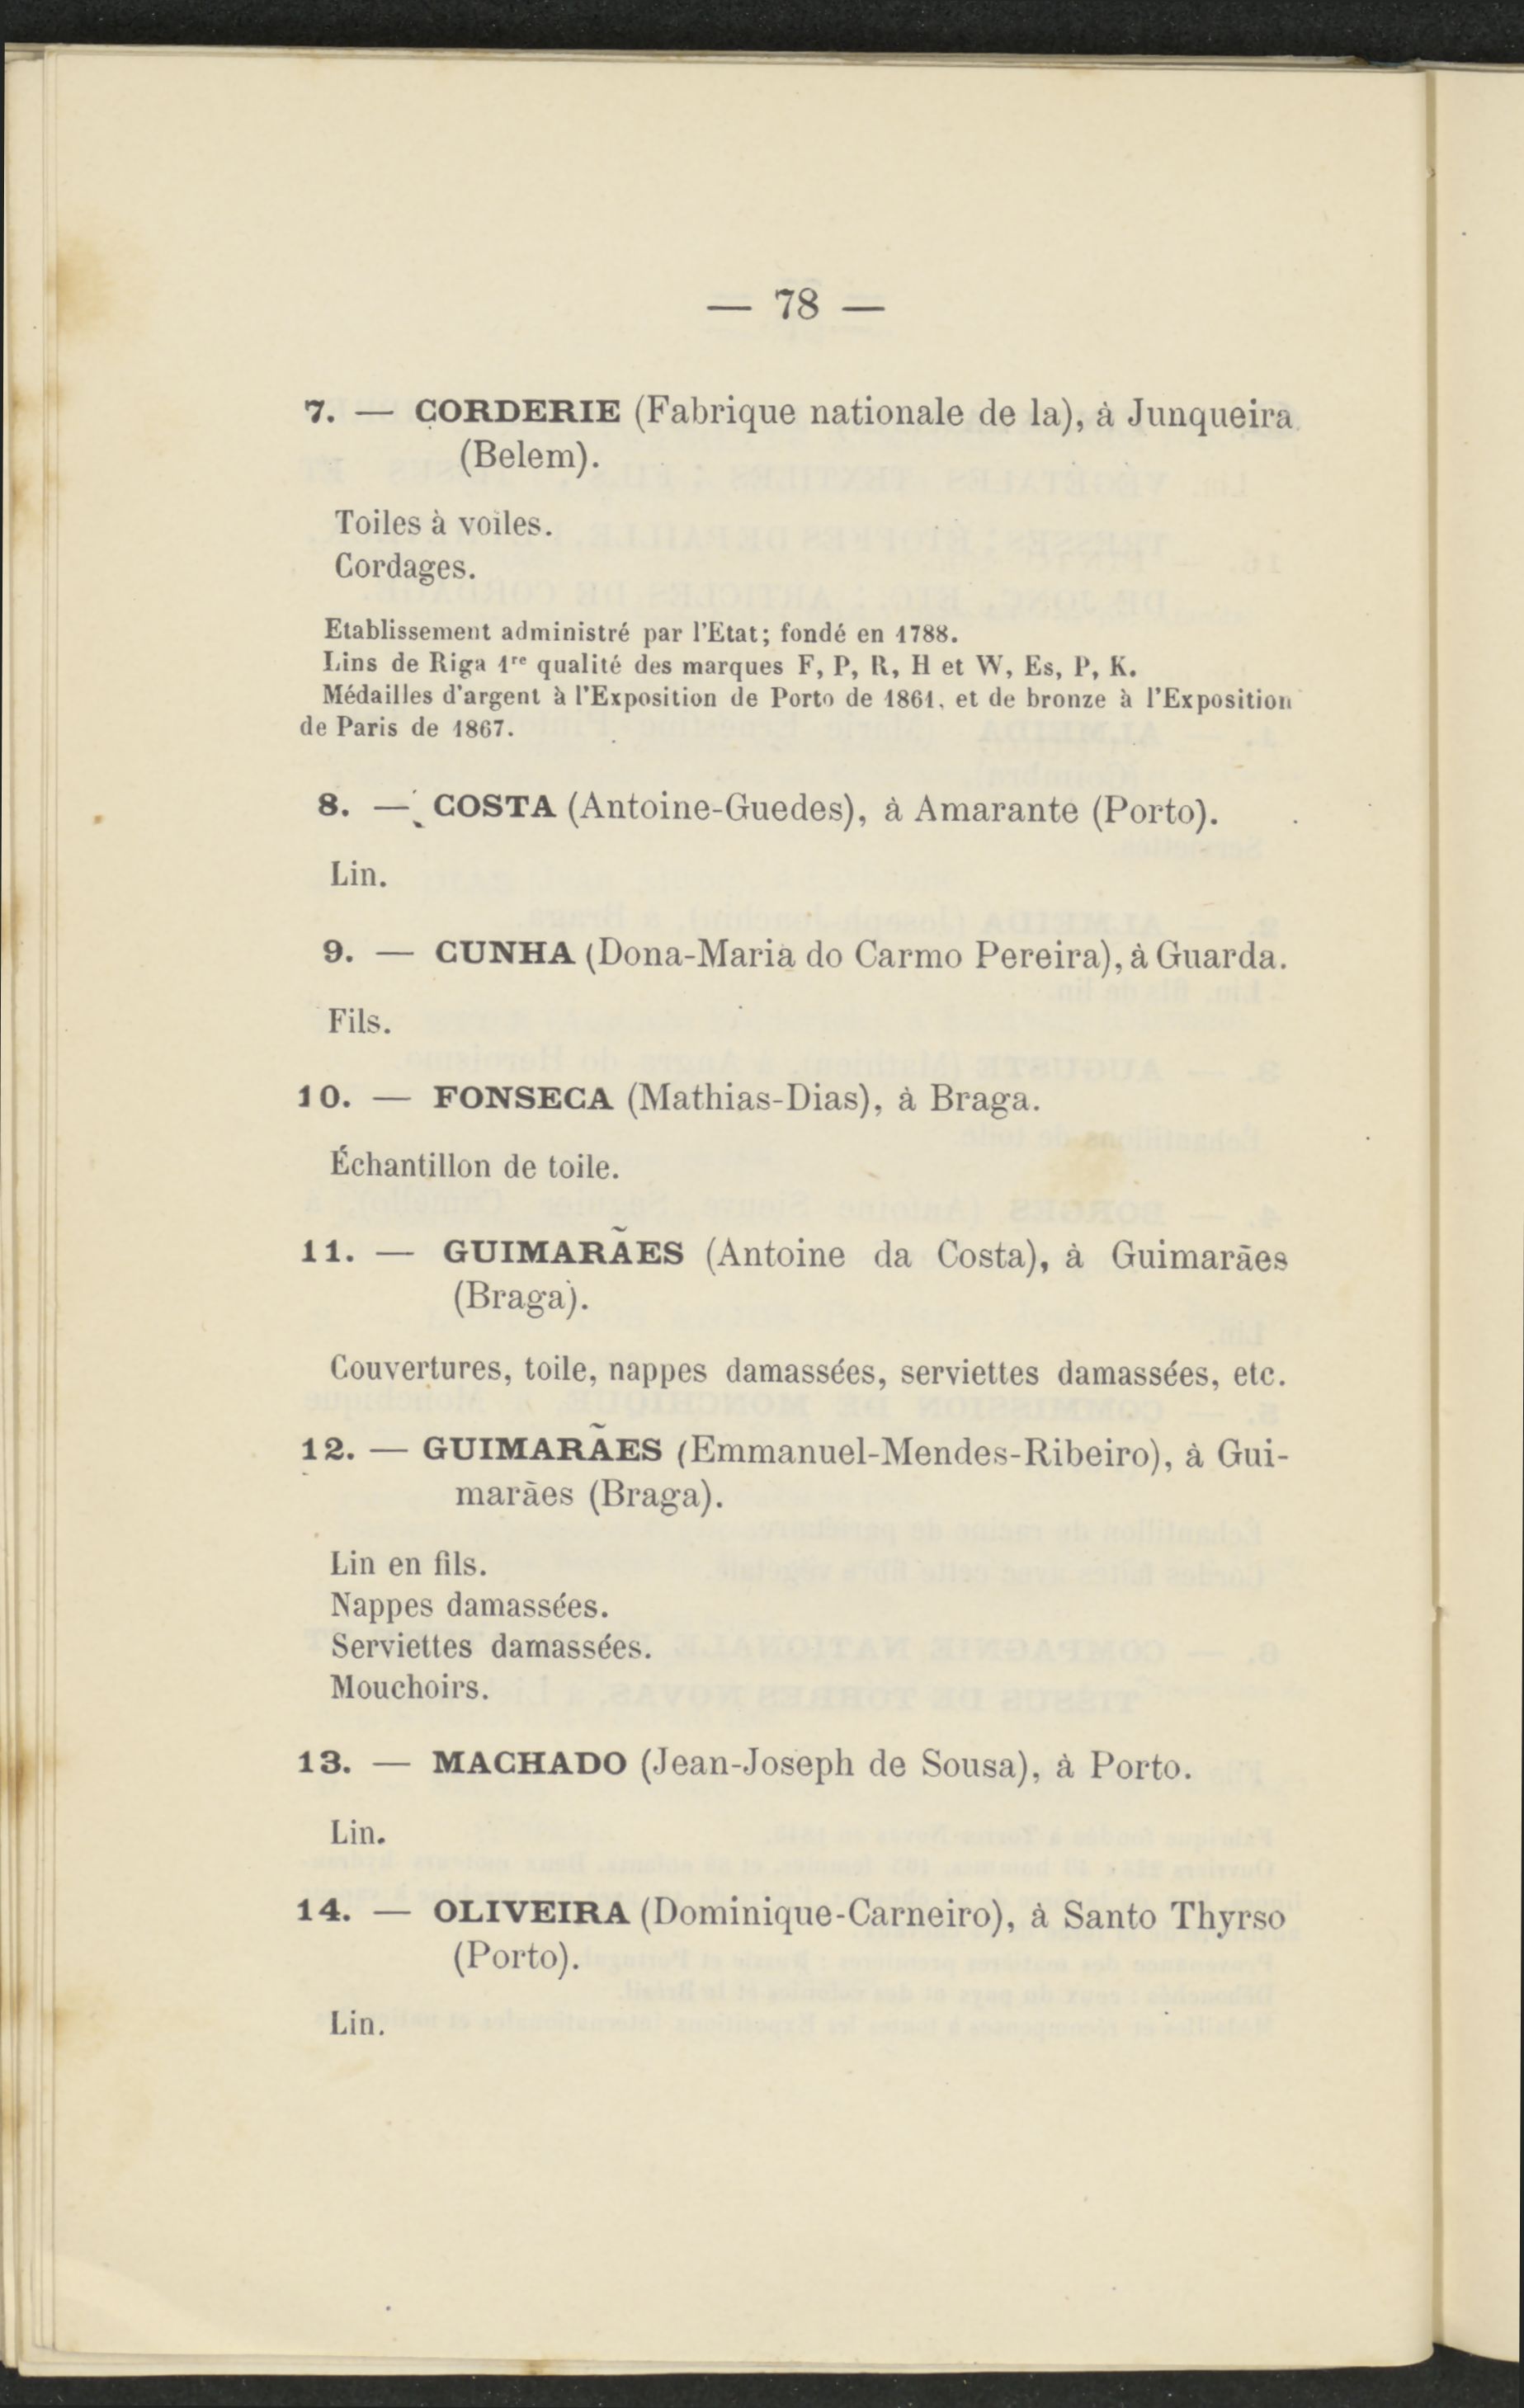 — 78 —
7. — CORDERIE (Fabrique nationale de la), à Junqueira
(Belem).
Toiles à voiles.
Cordages.
Etablissement administré par l'Etat; fondé en 1788.
Lins de Riga 1re qualité des marques F, P, R, H et W, Es, P, K.
Médailles d'argent à l'Exposition de Porto de 1861, et de bronze à l'Exposition
de Paris de 1867.
8. — COSTA (Antoine-Guedes), à Amarante (Porto).
Lin.
9. — CUNHA (Dona-Maria do Carmo Pereira), à Guarda.
Fils.
10. — FONSECA (Mathias-Dias), à Braga.
Échantillon de toile.
11. — GUIMARÃES (Antoine da Costa), à Guimarães
(Braga).
Couvertures, toile, nappes damassées, serviettes damassées, etc.
12. — GUIMARÃES (Emmanuel-Mendes-Ribeiro), à Gui-
marães (Braga).
Lin en fils.
Nappes damassées.
Serviettes damassées.
Mouchoirs.
13. — MACHADO (Jean-Joseph de Sousa), à Porto.
Lin.
14. — OLIVEIRA (Dominique-Carneiro), à Santo Thyrso
(Porto).
Lin.